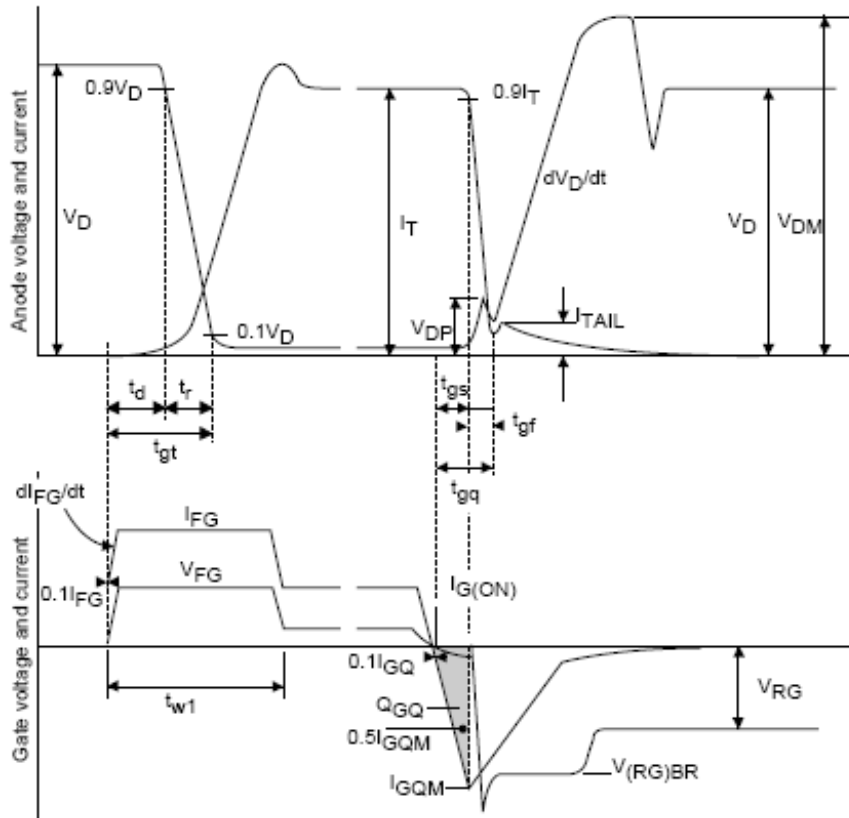 Anode voltage and current
0.9V_D
0.9I_T
V_D
I_T
dV_D/dt
V_D
V_DM
0.1V_D
V_DP
I_TAIL
t_d
t_r
t_gs
t_gt
t_gf
t_gq
Gate voltage and current
dI_FG/dt
I_FG
V_FG
0.1I_FG
I_G(ON)
0.1I_GQ
t_w1
Q_GQ
V_RG
0.5I_GQM
I_GQM
V_(RG)BR